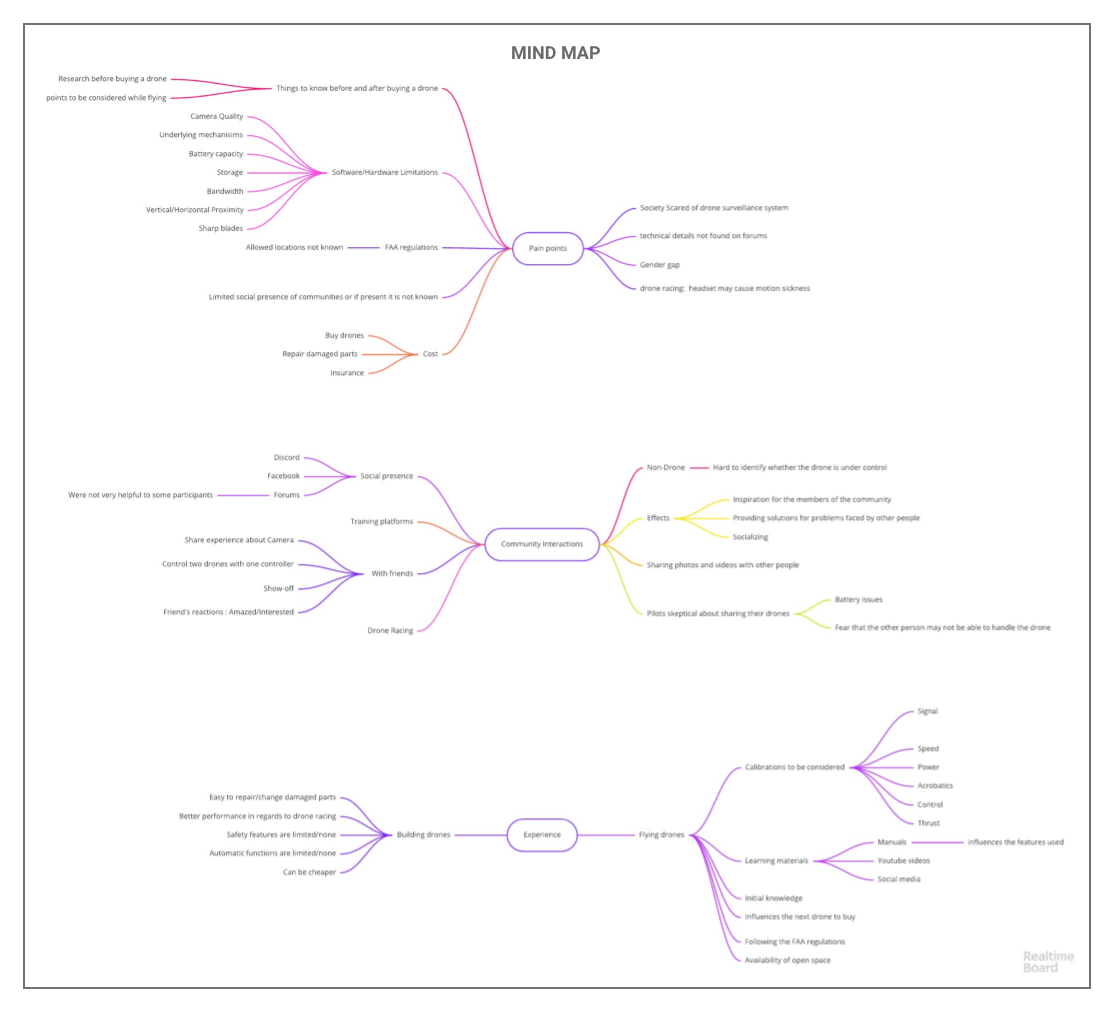 MIND MAP
Research before buying a drone
points to be considered while flying
Things to know before and after buying a drone
Camera Quality
Underlying mechanisims
Battery capacity
Storage
Bandwidth
Vertical/Horizontal Proximity
Sharp blades
Software/Hardware Limitations
Allowed locations not known
FAA regulations
Limited social presence of communities or if present it is not known
Buy drones
Repair damaged parts
Insurance
Cost
Pain points
Society Scared of drone surveillance system
technical details not found on forums
Gender gap
drone racing: headset may cause motion sickness
Discord
Facebook
Were not very helpful to some participants
Forums
Social presence
Training platforms
Share experience about Camera
Control two drones with one controller
Show-off
Friend's reactions : Amazed/Interested
With friends
Drone Racing
Community Interactions
Non-Drone
Hard to identify whether the drone is under control
Effects
Inspiration for the members of the community
Providing solutions for problems faced by other people
Socializing
Sharing photos and videos with other people
Pilots skeptical about sharing their drones
Battery issues
Fear that the other person may not be able to handle the drone
Easy to repair/change damaged parts
Better performance in regards to drone racing
Safety features are limited/none
Automatic functions are limited/none
Can be cheaper
Building drones
Experience
Flying drones
Calibrations to be considered
Signal
Speed
Power
Acrobatics
Control
Thrust
Learning materials
Manuals
influences the features used
Youtube videos
Social media
Initial knowledge
influences the next drone to buy
Following the FAA regulations
Availability of open space
Realtime
Board